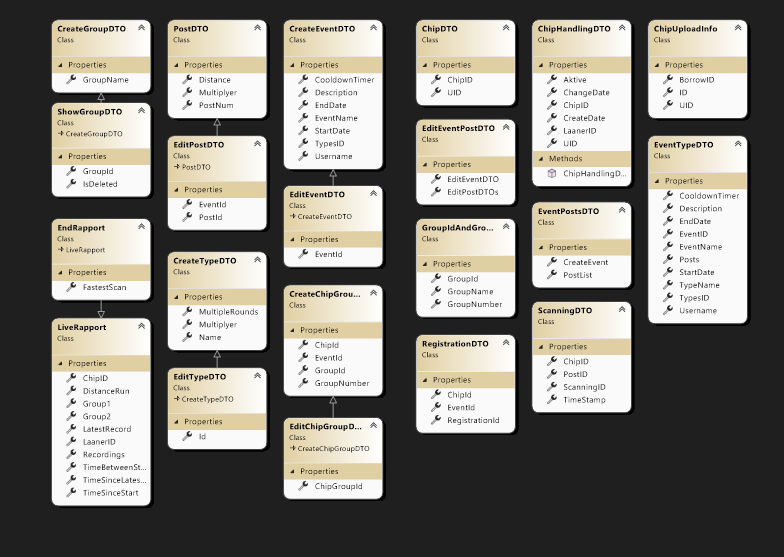 CreateGroupDTO
Class
Properties
GroupName
ShowGroupDTO
Class
CreateGroupDTO
Properties
GroupId
IsDeleted
EndRapport
Class
LiveRapport
Properties
FastestScan
LiveRapport
Class
Properties
ChipID
DistanceRun
Group1
Group2
LatestRecord
LaanerID
Recordings
TimeBetweenSt...
TimeSinceLates...
TimeSinceStart
PostDTO
Class
Properties
Distance
Multiplyer
PostNum
EditPostDTO
Class
PostDTO
Properties
EventId
PostId
CreateTypeDTO
Class
Properties
MultipleRounds
Multiplyer
Name
EditTypeDTO
Class
CreateTypeDTO
Properties
Id
CreateEventDTO
Class
Properties
CooldownTimer
Description
EndDate
EventName
StartDate
TypesID
Username
EditEventDTO
Class
CreateEventDTO
Properties
EventId
CreateChipGrou...
Class
Properties
ChipId
EventId
GroupId
GroupNumber
EditChipGroupD...
Class
CreateChipGroupDTO
Properties
ChipGroupId
ChipDTO
Class
Properties
ChipID
UID
EditEventPostDTO
Class
Properties
EditEventDTO
EditPostDTOs
GroupIdAndGro...
Class
Properties
GroupId
GroupName
GroupNumber
RegistrationDTO
Class
Properties
ChipId
EventId
RegistrationId
ChipHandlingDTO
Class
Properties
Aktive
ChangeDate
ChipID
CreateDate
LaanerID
UID
Methods
ChipHandlingD...
EventPostsDTO
Class
Properties
CreateEvent
PostList
ScanningDTO
Class
Properties
ChipID
PostID
ScanningID
TimeStamp
ChipUploadInfo
Class
Properties
BorrowID
ID
UID
EventTypeDTO
Class
Properties
CooldownTimer
Description
EndDate
EventID
EventName
Posts
StartDate
TypeName
TypesID
Username